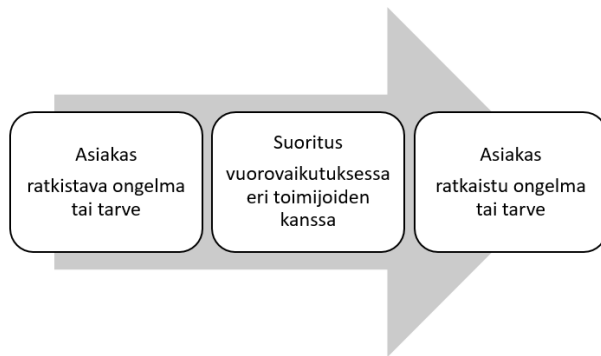 Asiakas
ratkistava ongelma
tai tarve
Suoritus
vuorovaikutuksessa
eri toimijoiden
kanssa
Asiakas
ratkaistu ongelma
tai tarve